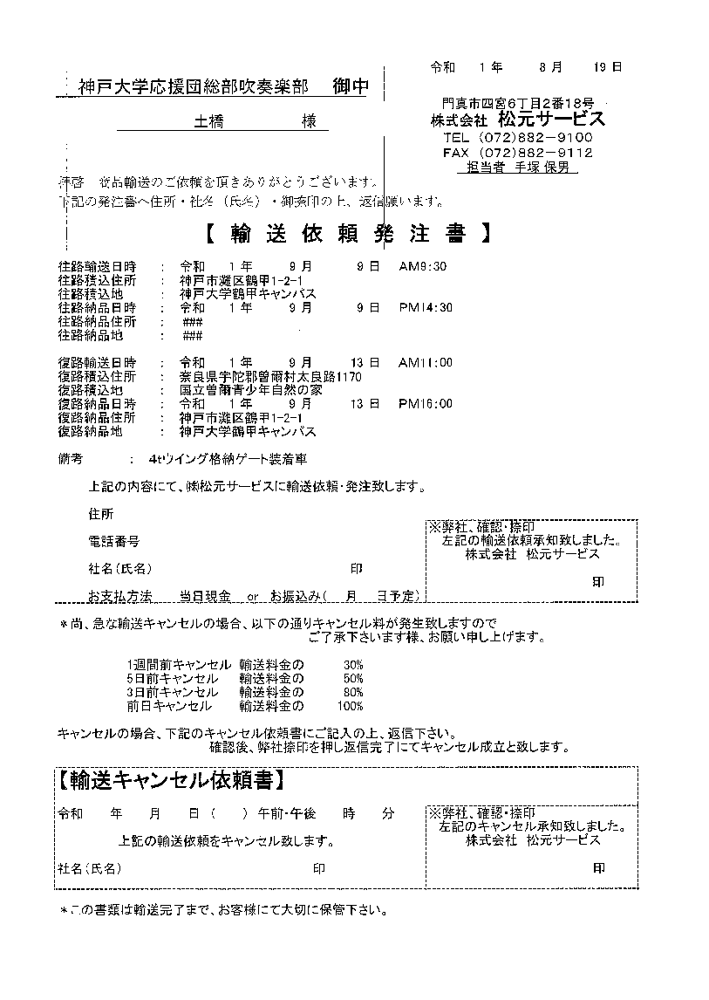 令和 1 年 8 月 19 日
神戸大学応援団総部吹奏楽部 御中
土橋 様
門真市四宮6丁目2番18号
株式会社 松元サービス
TEL (072)882-9100
FAX (072)882-9112
担当者 手塚 保男
拝啓 商品輸送のご依頼を頂きありがとうございます。
下記の発注書へ住所・社名(氏名)・御捺印の上、返信願います。
【 輸 送 依 頼 発 注 書 】
往路輸送日時 : 令和 1 年 9 月 9 日 AM9:30
往路積込住所 : 神戸市灘区鶴甲1-2-1
往路積込地 : 神戸大学鶴甲キャンパス
往路納品日時 : 令和 1 年 9 月 9 日 PM14:30
往路納品住所 : ###
往路納品地 : ###
復路輸送日時 : 令和 1 年 9 月 13 日 AM11:00
復路積込住所 : 奈良県宇陀郡曽爾村太良路1170
復路積込地 : 国立曽爾青少年自然の家
復路納品日時 : 令和 1 年 9 月 13 日 PM16:00
復路納品住所 : 神戸市灘区鶴甲1-2-1
復路納品地 : 神戸大学鶴甲キャンパス
備考 : 4tウイング格納ゲート装着車
上記の内容にて、㈱松元サービスに輸送依頼・発注致します。
住所
電話番号
社名(氏名) 印
お支払方法 当日現金 or お振込み( 月 日予定)
※弊社、確認・捺印
左記の輸送依頼承知致しました。
株式会社 松元サービス
印
*尚、急な輸送キャンセルの場合、以下の通りキャンセル料が発生致しますので
ご了承下さいます様、お願い申し上げます。
1週間前キャンセル 輸送料金の 30%
5日前キャンセル 輸送料金の 50%
3日前キャンセル 輸送料金の 80%
前日キャンセル 輸送料金の 100%
キャンセルの場合、下記のキャンセル依頼書にご記入の上、返信下さい。
確認後、弊社捺印を押し返信完了にてキャンセル成立と致します。
【輸送キャンセル依頼書】
令和 年 月 日( ) 午前・午後 時 分
上記の輸送依頼をキャンセル致します。
社名(氏名) 印
※弊社、確認・捺印
左記のキャンセル承知致しました。
株式会社 松元サービス
印
*この書類は輸送完了まで、お客様にて大切に保管下さい。